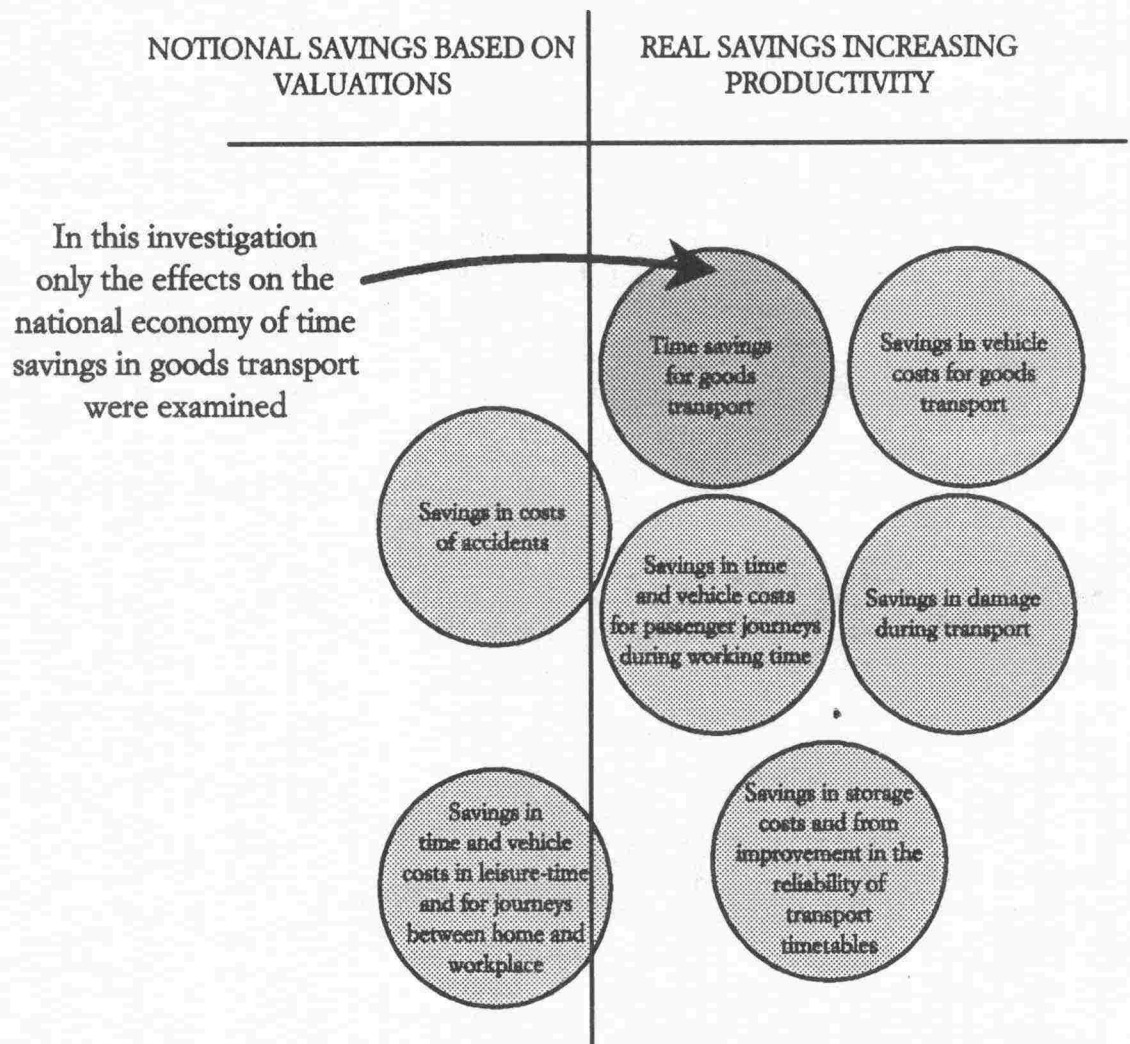 NOTIONAL SAVINGS BASED ON
VALUATIONS
REAL SAVINGS INCREASING
PRODUCTIVITY
In this investigation
only the effects on the
national economy of time
savings in goods transport
were examined
Time savings
for goods
transport
Savings in vehicle
costs for goods
transport
Savings in costs
of accidents
Savings in time
and vehicle costs
for passenger journeys
during working time
Savings in damage
during transport
Savings in
time and vehicle
costs in leisure-time
and for journeys
between home and
workplace
Savings in storage
costs and from
improvement in the
reliability of
transport
timetables